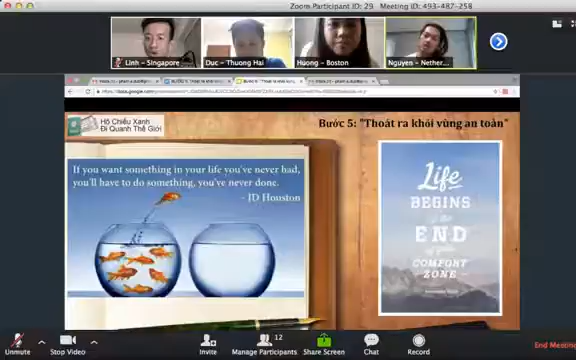 Zoom Participant ID: 29   Meeting ID: 493-487-258
Linh - Singapore
Duc - Thuong Hai
Huong - Boston
Nguyen - Nether...
Hộ Chiếu Xanh
Đi Quanh Thế Giới
Bước 5: "Thoát ra khỏi vùng an toàn"
If you want something in your life you've never had,
you'll have to do something, you've never done.
- JD Houston
Life
BEGINS
END
COMFORT
ZONE
12
Unmute
Stop Video
Invite
Manage Participants
Share Screen
Chat
Record
End Meeting